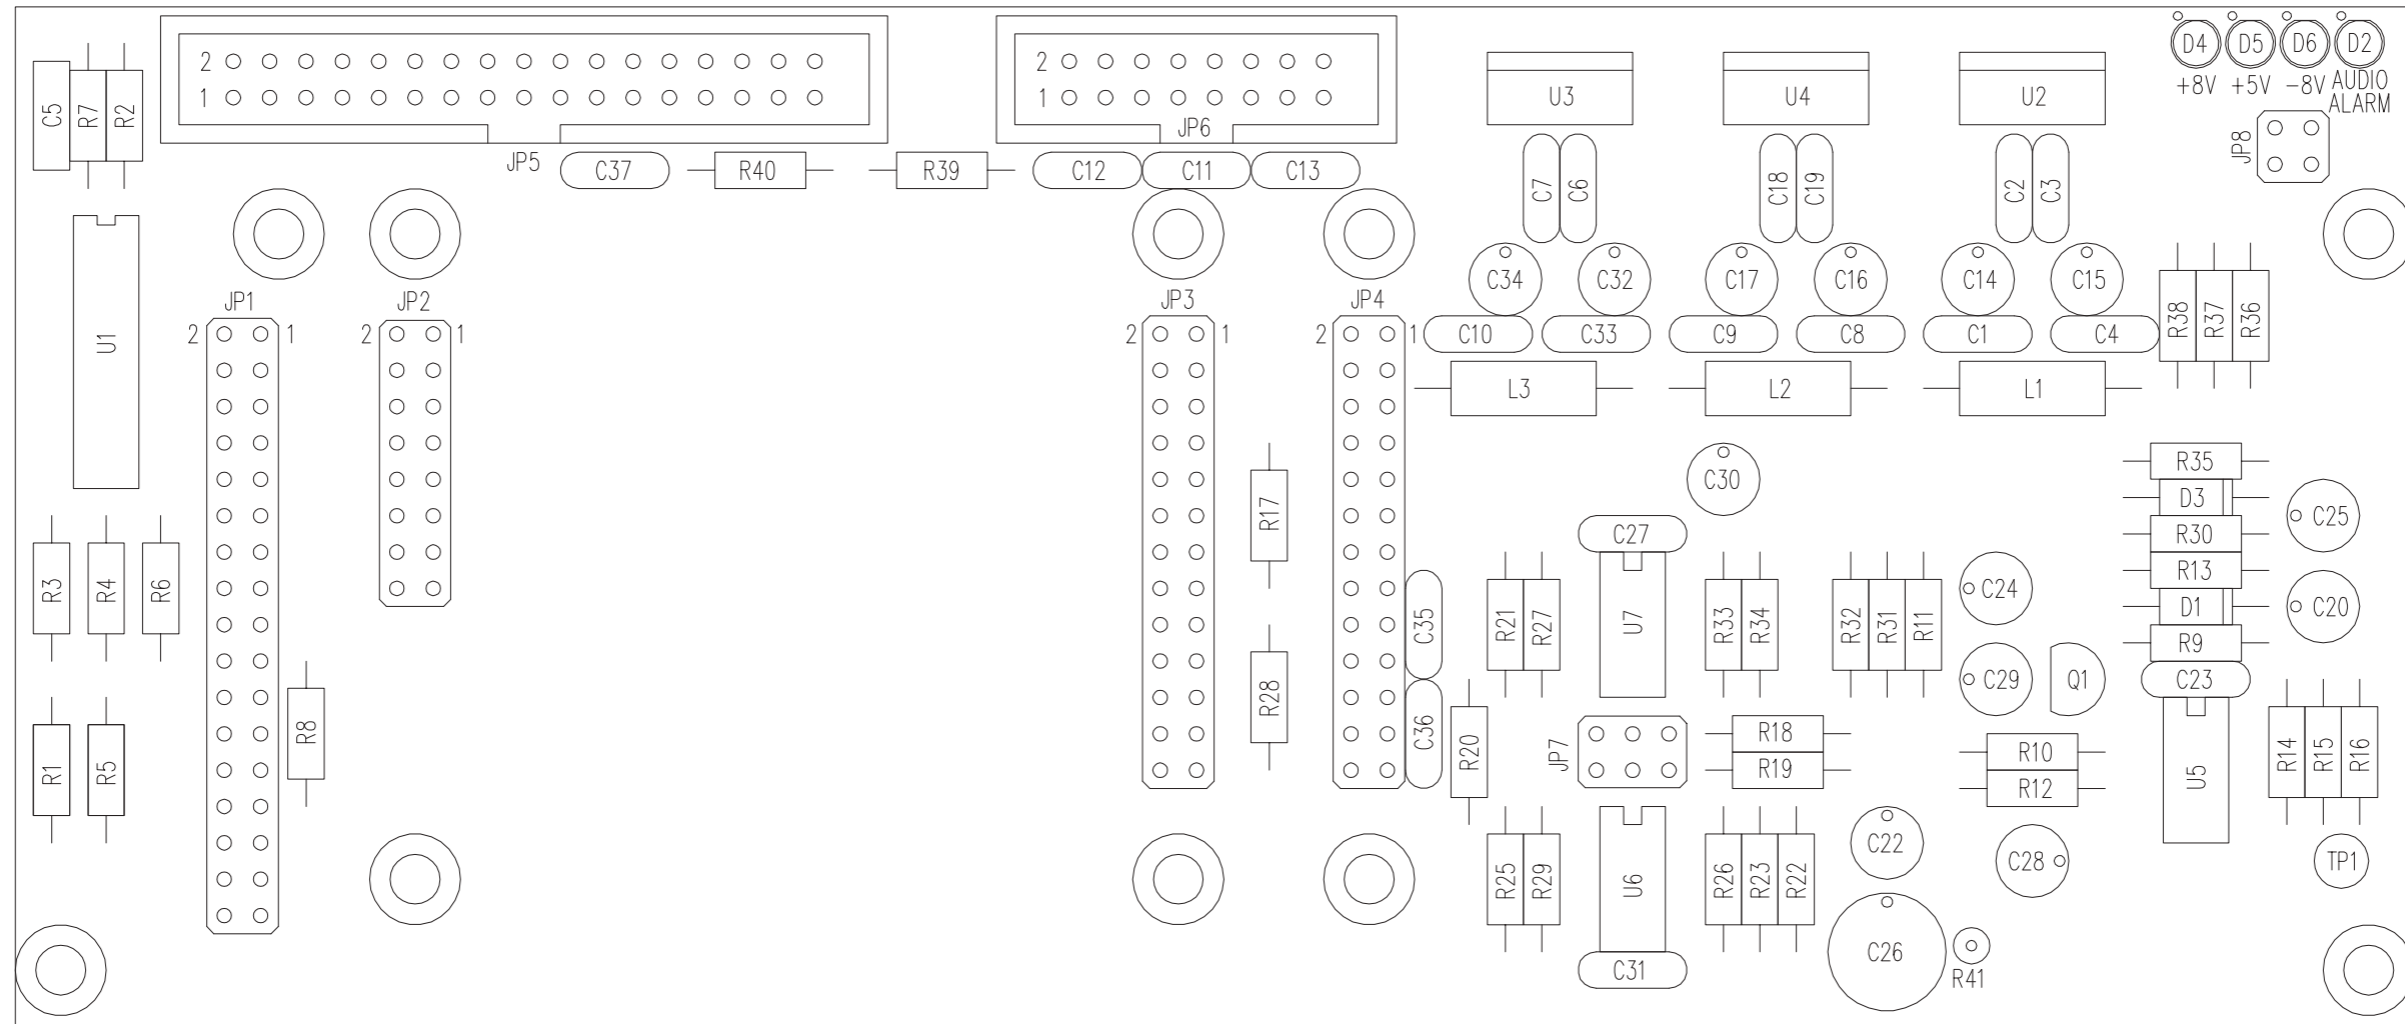 D4 D5 D6 D2
+8V +5V -8V AUDIO
ALARM
2
1
2
1
C5 R7 R2
U3 U4 U2
JP6
JP5
JP8
C37 R40 R39 C12 C11 C13
C7 C6 C18 C19 C2 C3
C34 C32 C17 C16 C14 C15
JP1 JP2 JP3 JP4
2 1 2 1 2 1 2 1
U1
C10 C33 C9 C8 C1 C4
R38 R37 R36
L3 L2 L1
R35
C30
D3
R17
C25
C27
R30
R13
R3 R4 R6
C24
D1
C20
C35
R21 R27
U7
R33 R34
R32 R31 R11
R9
C29
Q1
C23
R8
R28
C36
R20
JP7
R18
R19
R10
R12
R1 R5
U5
R14 R15 R16
C22
C28
TP1
R25 R29
U6
R26 R23 R22
C26
C31
R41